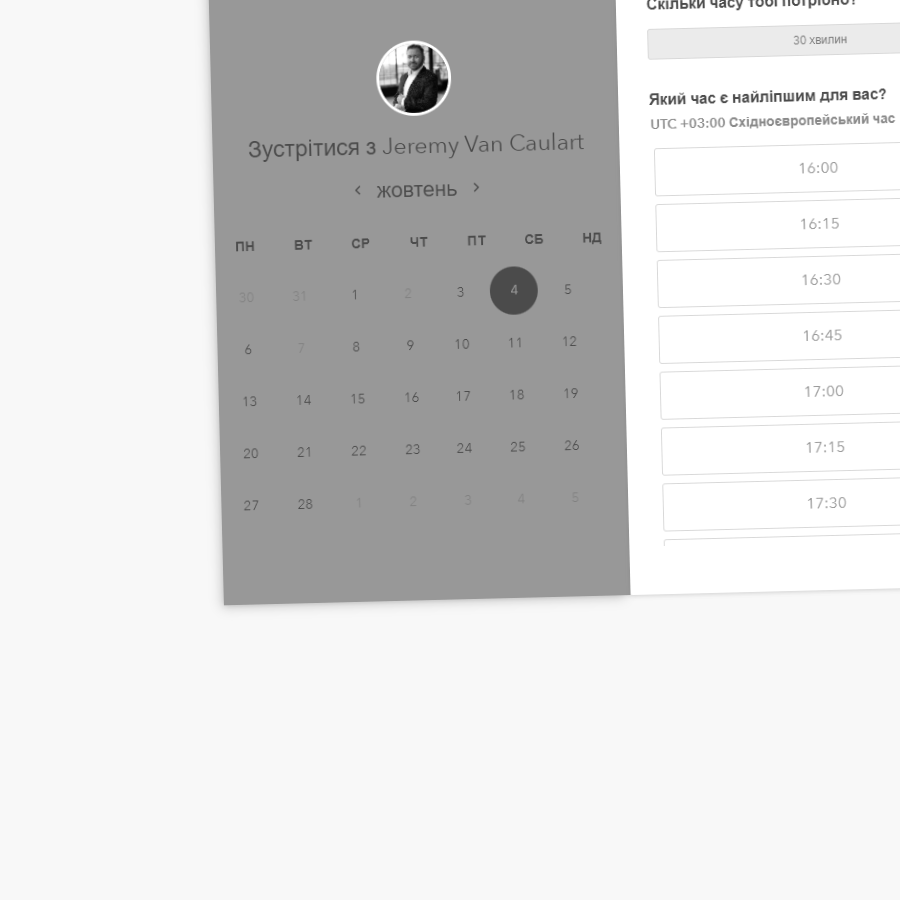 Зустрітися з Jeremy Van Caulart
‹ жовтень ›
ПН ВТ СР ЧТ ПТ СБ НД
30 31 1 2 3 4 5
6 7 8 9 10 11 12
13 14 15 16 17 18 19
20 21 22 23 24 25 26
27 28 1 2 3 4 5
Скільки часу тобі потрібно?
30 хвилин
Який час є найліпшим для вас?
UTC +03:00 Східноєвропейський час
16:00
16:15
16:30
16:45
17:00
17:15
17:30